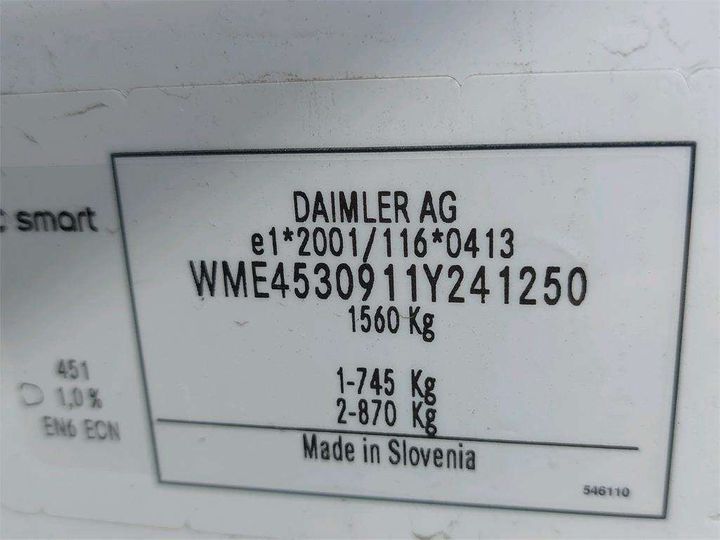 smart
DAIMLER AG
e1*2001/116*0413
WME4530911Y241250
1560 Kg
1-745 Kg
2-870 Kg
Made in Slovenia
546110
451
1,0%
EN6 ECN